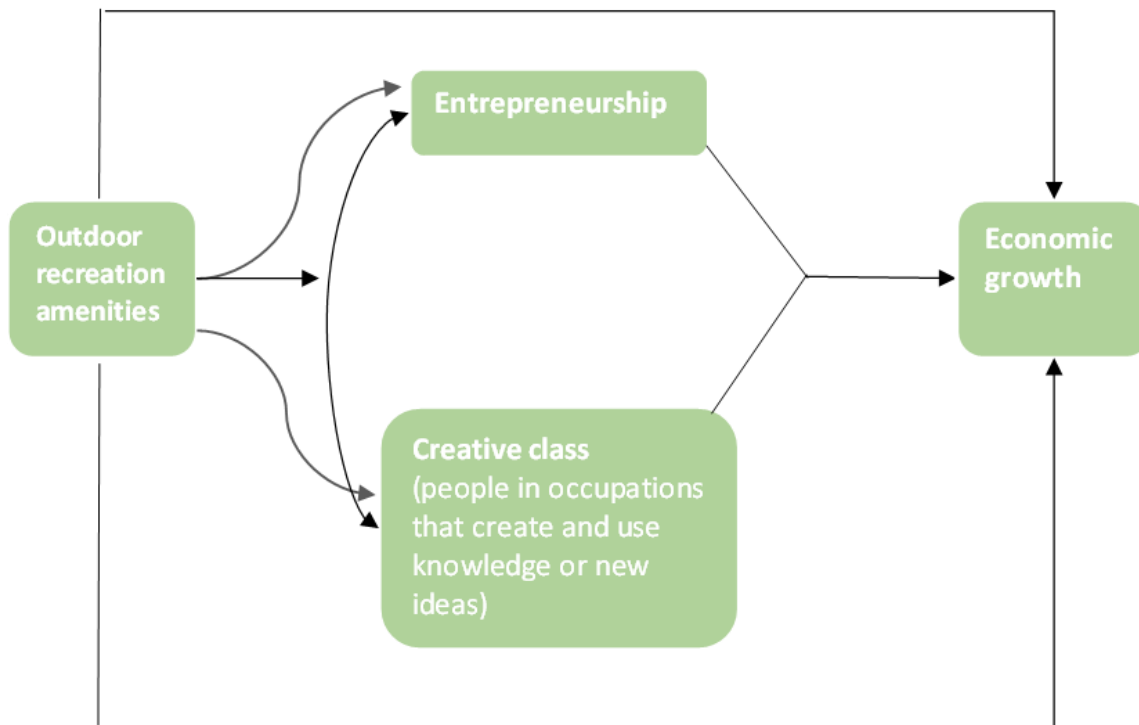 Entrepreneurship
Outdoor
recreation
amenities
Economic
growth
Creative class
(people in occupations
that create and use
knowledge or new
ideas)